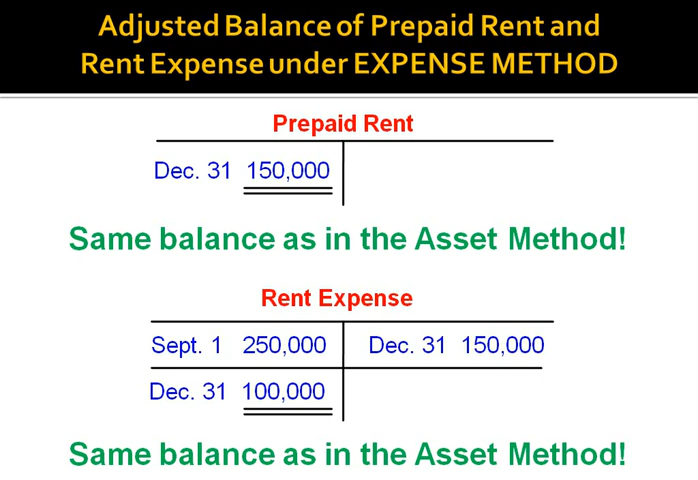 Adjusted Balance of Prepaid Rent and
Rent Expense under EXPENSE METHOD
Prepaid Rent
Dec. 31 150,000
Same balance as in the Asset Method!
Rent Expense
Sept. 1 250,000 Dec. 31 150,000
Dec. 31 100,000
Same balance as in the Asset Method!